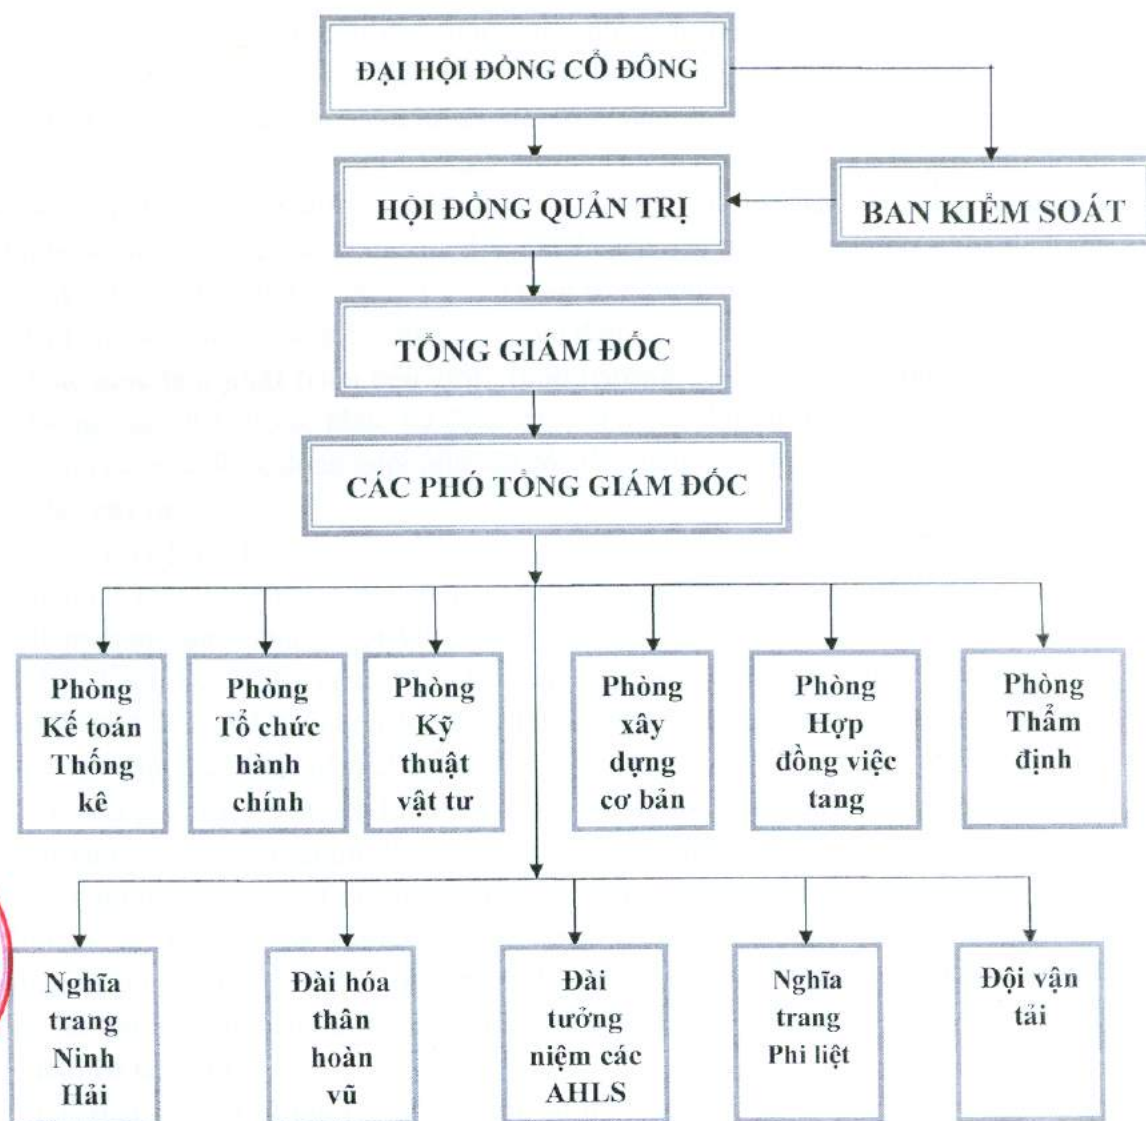 ĐẠI HỘI ĐỒNG CỔ ĐÔNG
HỘI ĐỒNG QUẢN TRỊ
BAN KIỂM SOÁT
TỔNG GIÁM ĐỐC
CÁC PHÓ TỔNG GIÁM ĐỐC
Phòng
Kế toán
Thống
kê
Phòng
Tổ chức
hành
chính
Phòng
Kỹ
thuật
vật tư
Phòng
xây
dựng
cơ bản
Phòng
Hợp
đồng việc
tang
Phòng
Thẩm
định
Nghĩa
trang
Ninh
Hải
Đài hóa
thân
hoàn
vũ
Đài
tưởng
niệm các
AHLS
Nghĩa
trang
Phi liệt
Đội vận
tải